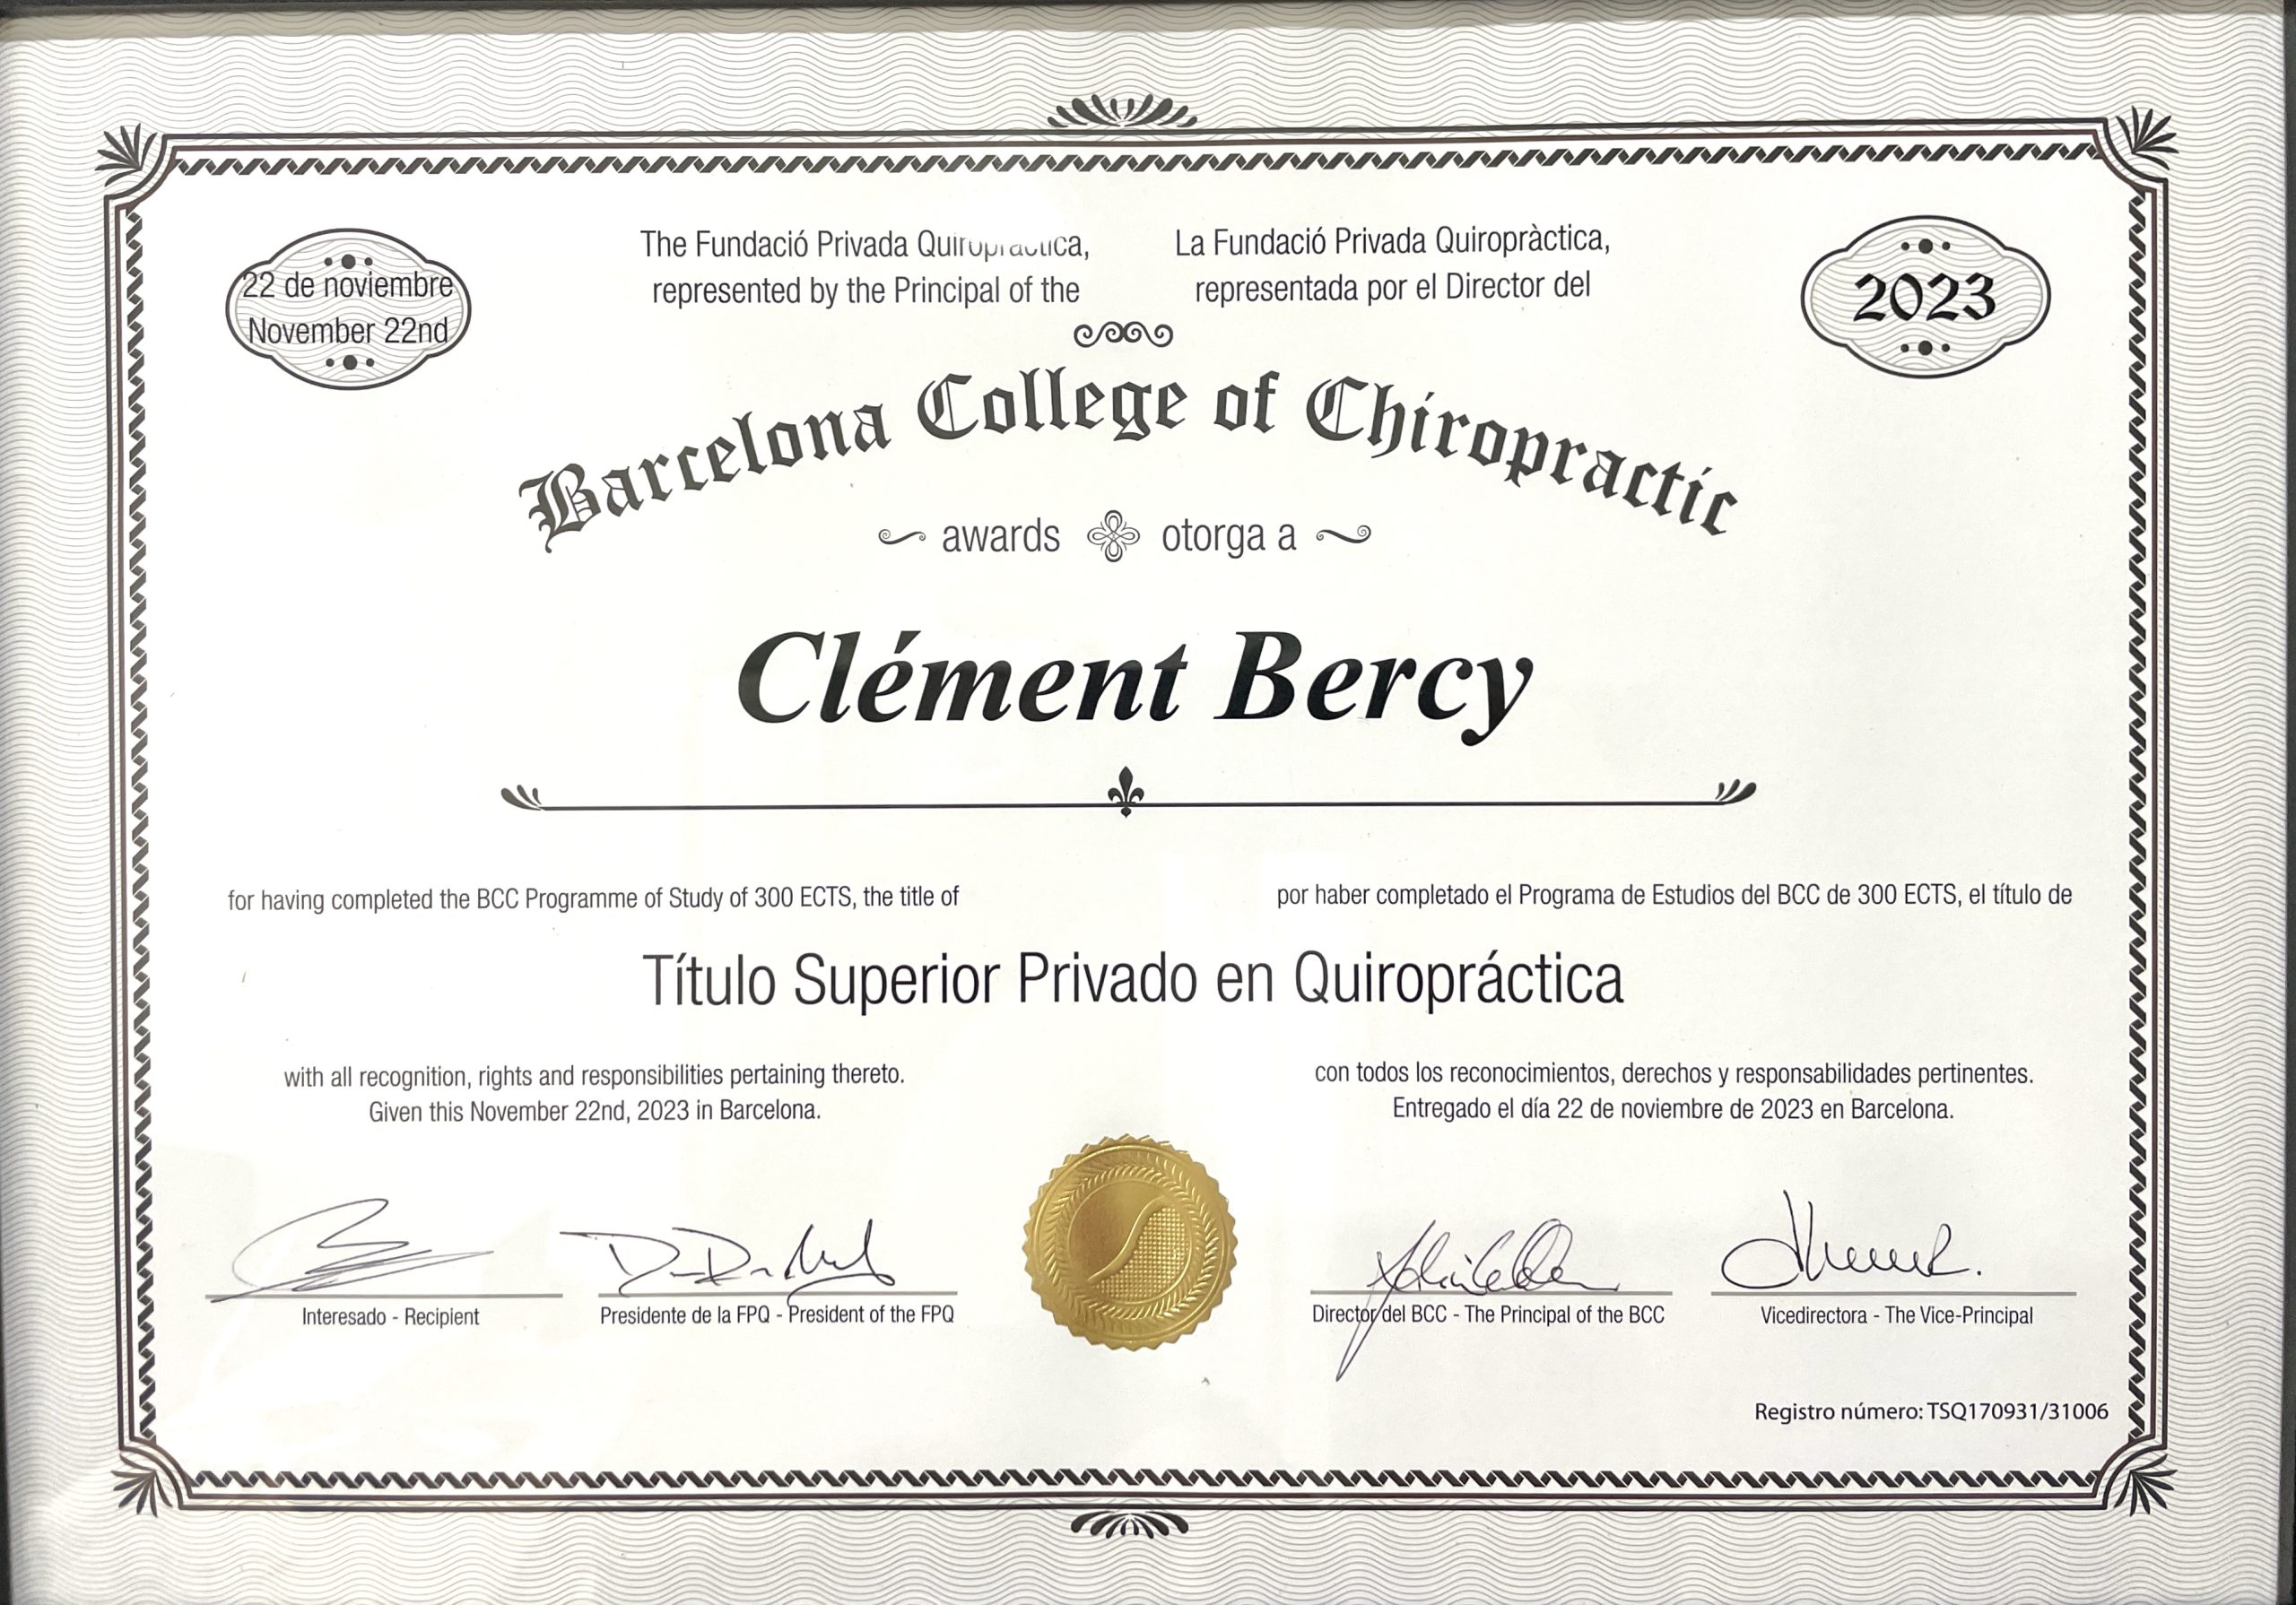 22 de noviembre
November 22nd
The Fundació Privada Quiropràctica,
represented by the Principal of the
La Fundació Privada Quiropràctica,
representada por el Director del
2023
Barcelona College of Chiropractic
awards otorga a
Clément Bercy
for having completed the BCC Programme of Study of 300 ECTS, the title of
por haber completado el Programa de Estudios del BCC de 300 ECTS, el título de
Título Superior Privado en Quiropráctica
with all recognition, rights and responsibilities pertaining thereto.
Given this November 22nd, 2023 in Barcelona.
con todos los reconocimientos, derechos y responsabilidades pertinentes.
Entregado el día 22 de noviembre de 2023 en Barcelona.
Interesado - Recipient
Presidente de la FPQ - President of the FPQ
Director del BCC - The Principal of the BCC
Vicedirectora - The Vice-Principal
Registro número: TSQ170931/31006